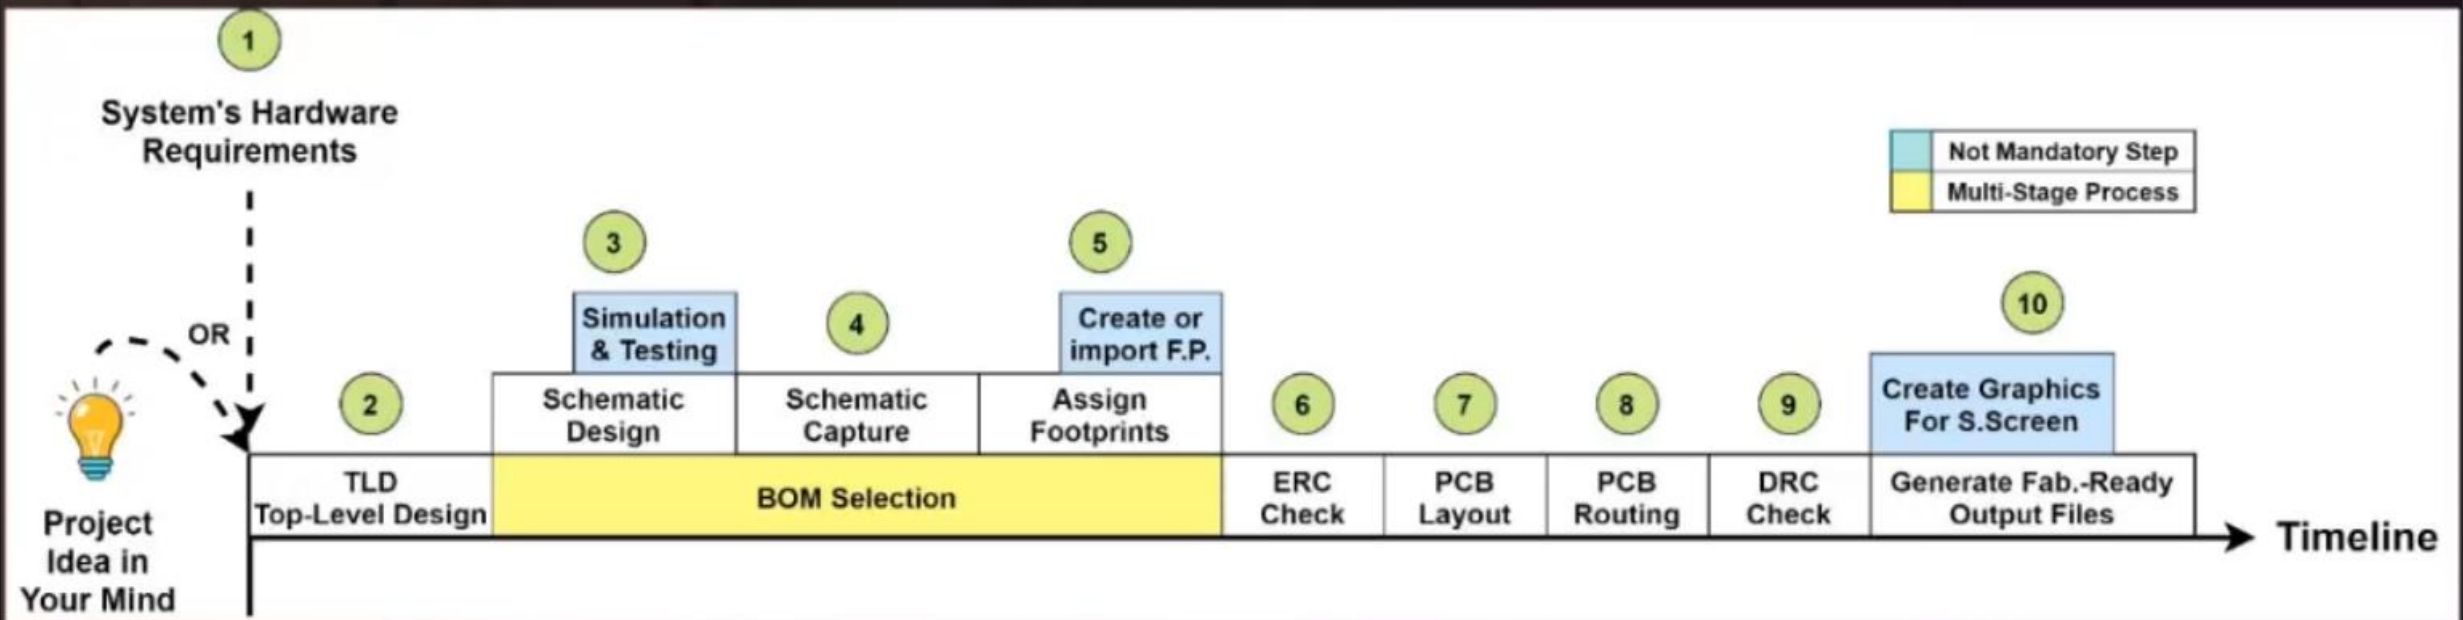 1
System's Hardware
Requirements
OR
Project
Idea in
Your Mind
2
TLD
Top-Level Design
3
Simulation
& Testing
Schematic
Design
4
Schematic
Capture
5
Create or
import F.P.
Assign
Footprints
BOM Selection
6
ERC
Check
7
PCB
Layout
8
PCB
Routing
9
DRC
Check
10
Create Graphics
For S.Screen
Generate Fab.-Ready
Output Files
Timeline
Not Mandatory Step
Multi-Stage Process